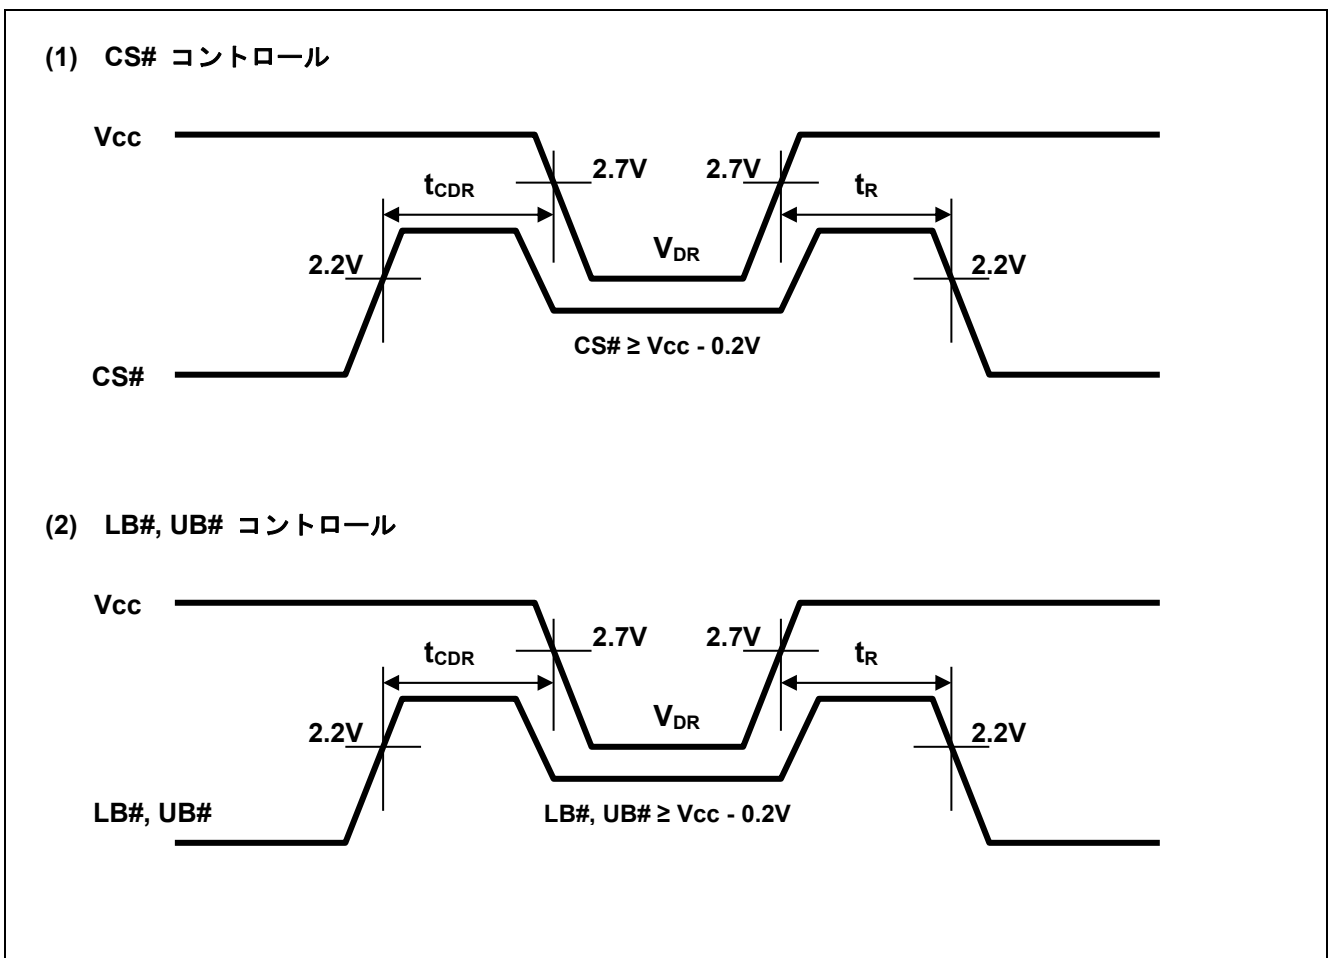 (1) CS# コントロール
Vcc
2.7V
2.7V
tCDR
tR
2.2V
VDR
2.2V
CS# ≥ Vcc - 0.2V
CS#
(2) LB#, UB# コントロール
Vcc
2.7V
2.7V
tCDR
tR
2.2V
VDR
2.2V
LB#, UB#
LB#, UB# ≥ Vcc - 0.2V